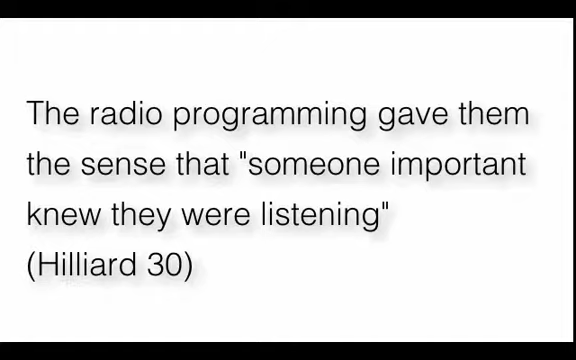 The radio programming gave them
the sense that "someone important
knew they were listening"
(Hilliard 30)